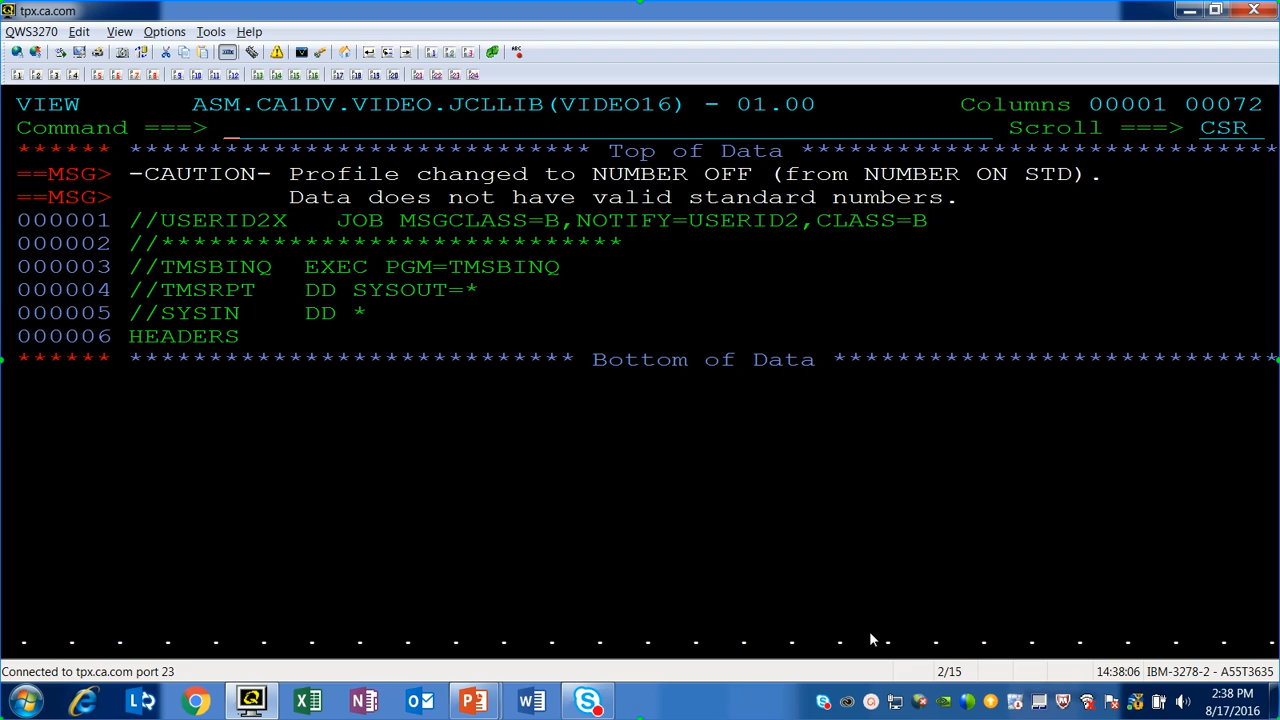 tpx.ca.com
QWS3270 Edit View Options Tools Help
VIEW ASM.CA1DV.VIDEO.JCLLIB(VIDEO16) - 01.00 Columns 00001 00072
Command ===> _ Scroll ===> CSR
****** ***************************** Top of Data ****************************
==MSG> -CAUTION- Profile changed to NUMBER OFF (from NUMBER ON STD).
==MSG> Data does not have valid standard numbers.
000001 //USERID2X JOB MSGCLASS=B,NOTIFY=USERID2,CLASS=B
000002 //*****************************
000003 //TMSBINQ EXEC PGM=TMSBINQ
000004 //TMSRPT DD SYSOUT=*
000005 //SYSIN DD *
000006 HEADERS
****** **************************** Bottom of Data ****************************
. . . . . . . . . . . . . . . . . . . . . . . . . . .
Connected to tpx.ca.com port 23 2/15 14:38:06 IBM-3278-2 - A55T3635
2:38 PM
8/17/2016